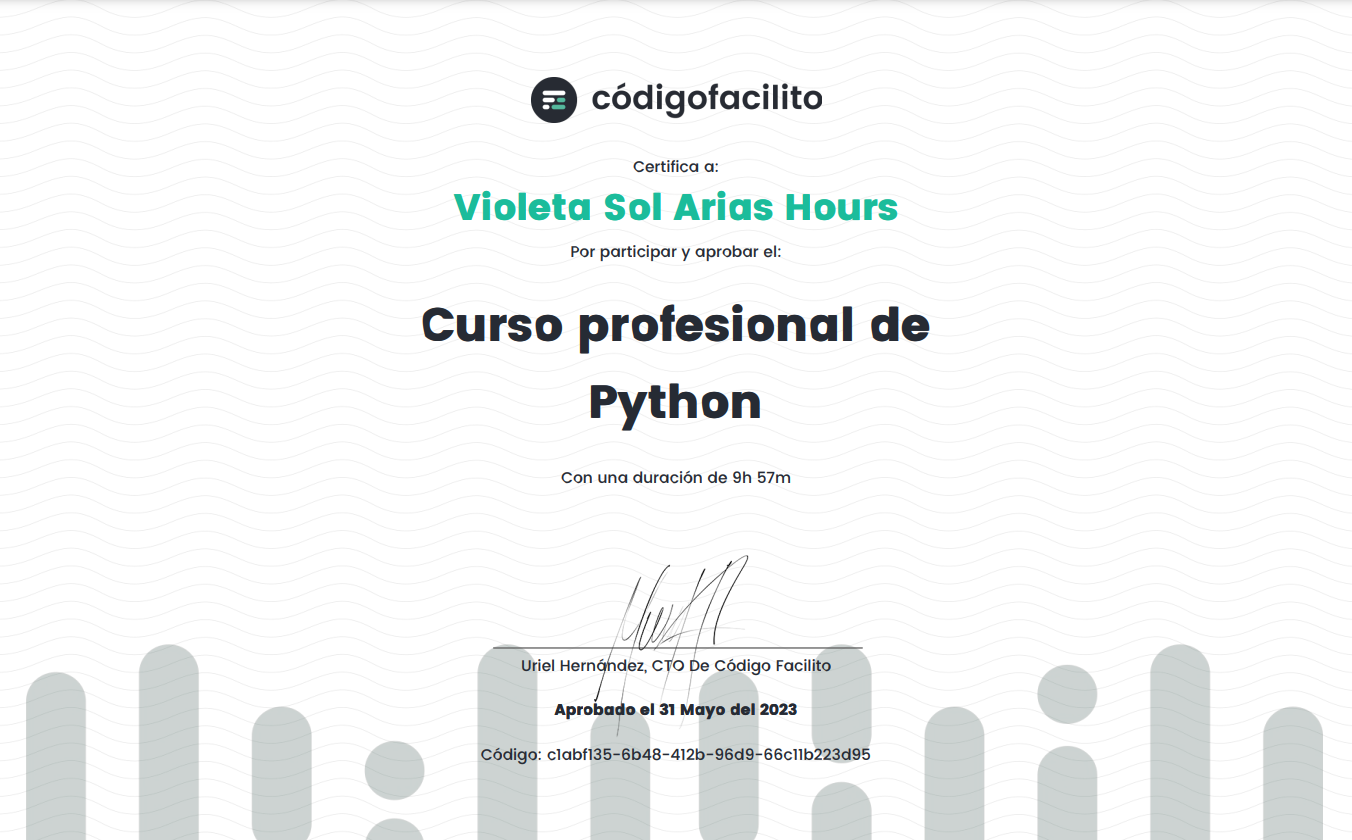 códigofacilito
Certifica a:
Violeta Sol Arias Hours
Por participar y aprobar el:
Curso profesional de
Python
Con una duración de 9h 57m
Uriel Hernández, CTO De Código Facilito
Aprobado el 31 Mayo del 2023
Código: c1abf135-6b48-412b-96d9-66c11b223d95